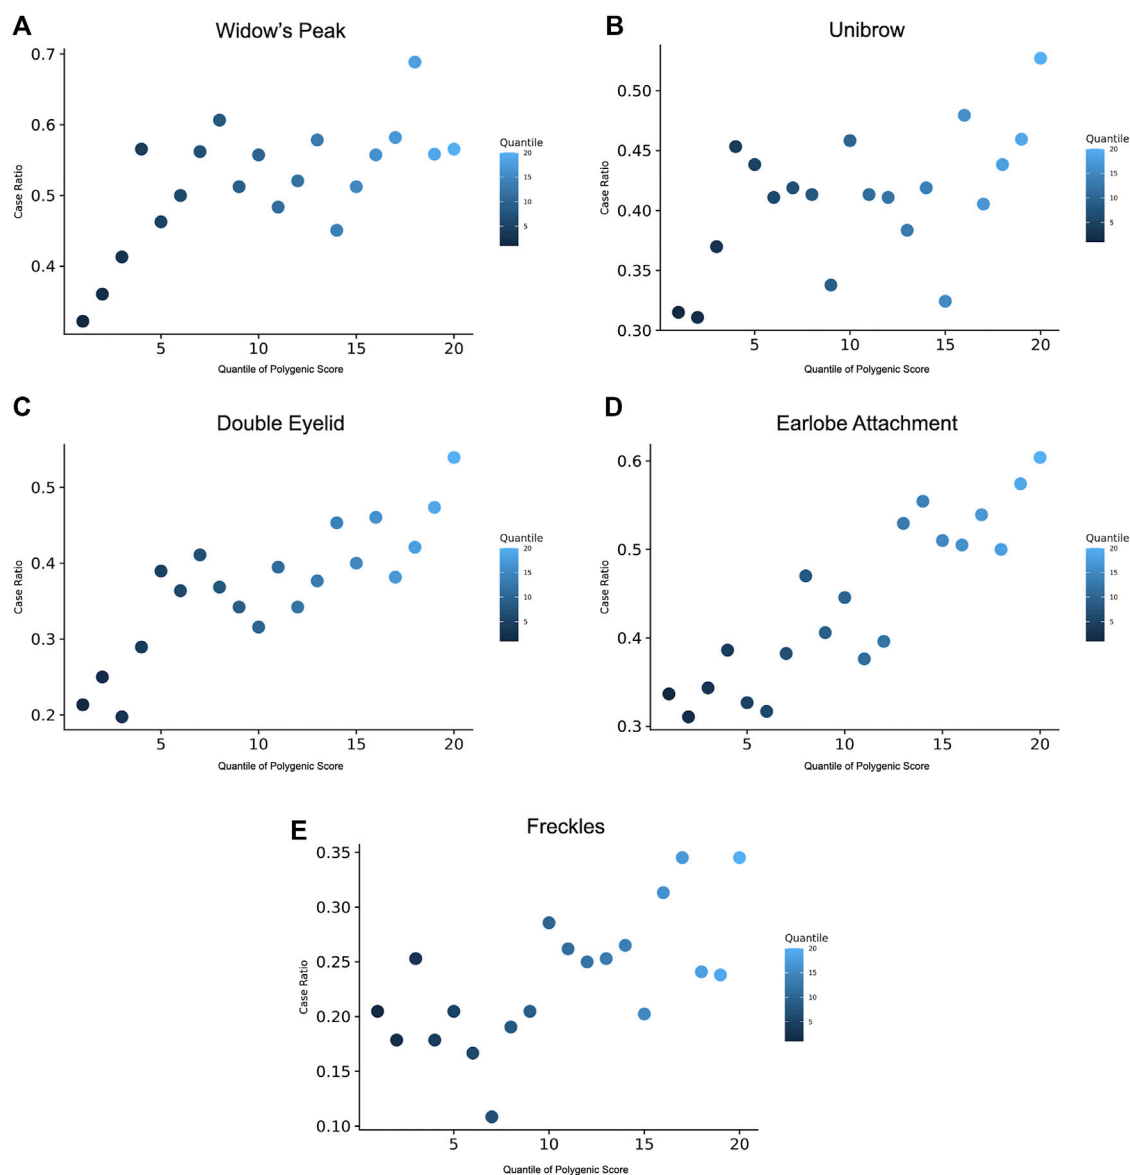 A
Widow's Peak
0.7
0.6
0.5
0.4
Case Ratio
5
10
15
20
Quantile of Polygenic Score
Quantile
20
15
10
5
B
Unibrow
0.50
0.45
0.40
0.35
0.30
Case Ratio
5
10
15
20
Quantile of Polygenic Score
Quantile
20
15
10
5
C
Double Eyelid
0.5
0.4
0.3
0.2
Case Ratio
5
10
15
20
Quantile of Polygenic Score
Quantile
20
15
10
5
D
Earlobe Attachment
0.6
0.5
0.4
0.3
Case Ratio
5
10
15
20
Quantile of Polygenic Score
Quantile
20
15
10
5
E
Freckles
0.35
0.30
0.25
0.20
0.15
0.10
Case Ratio
5
10
15
20
Quantile of Polygenic Score
Quantile
20
15
10
5